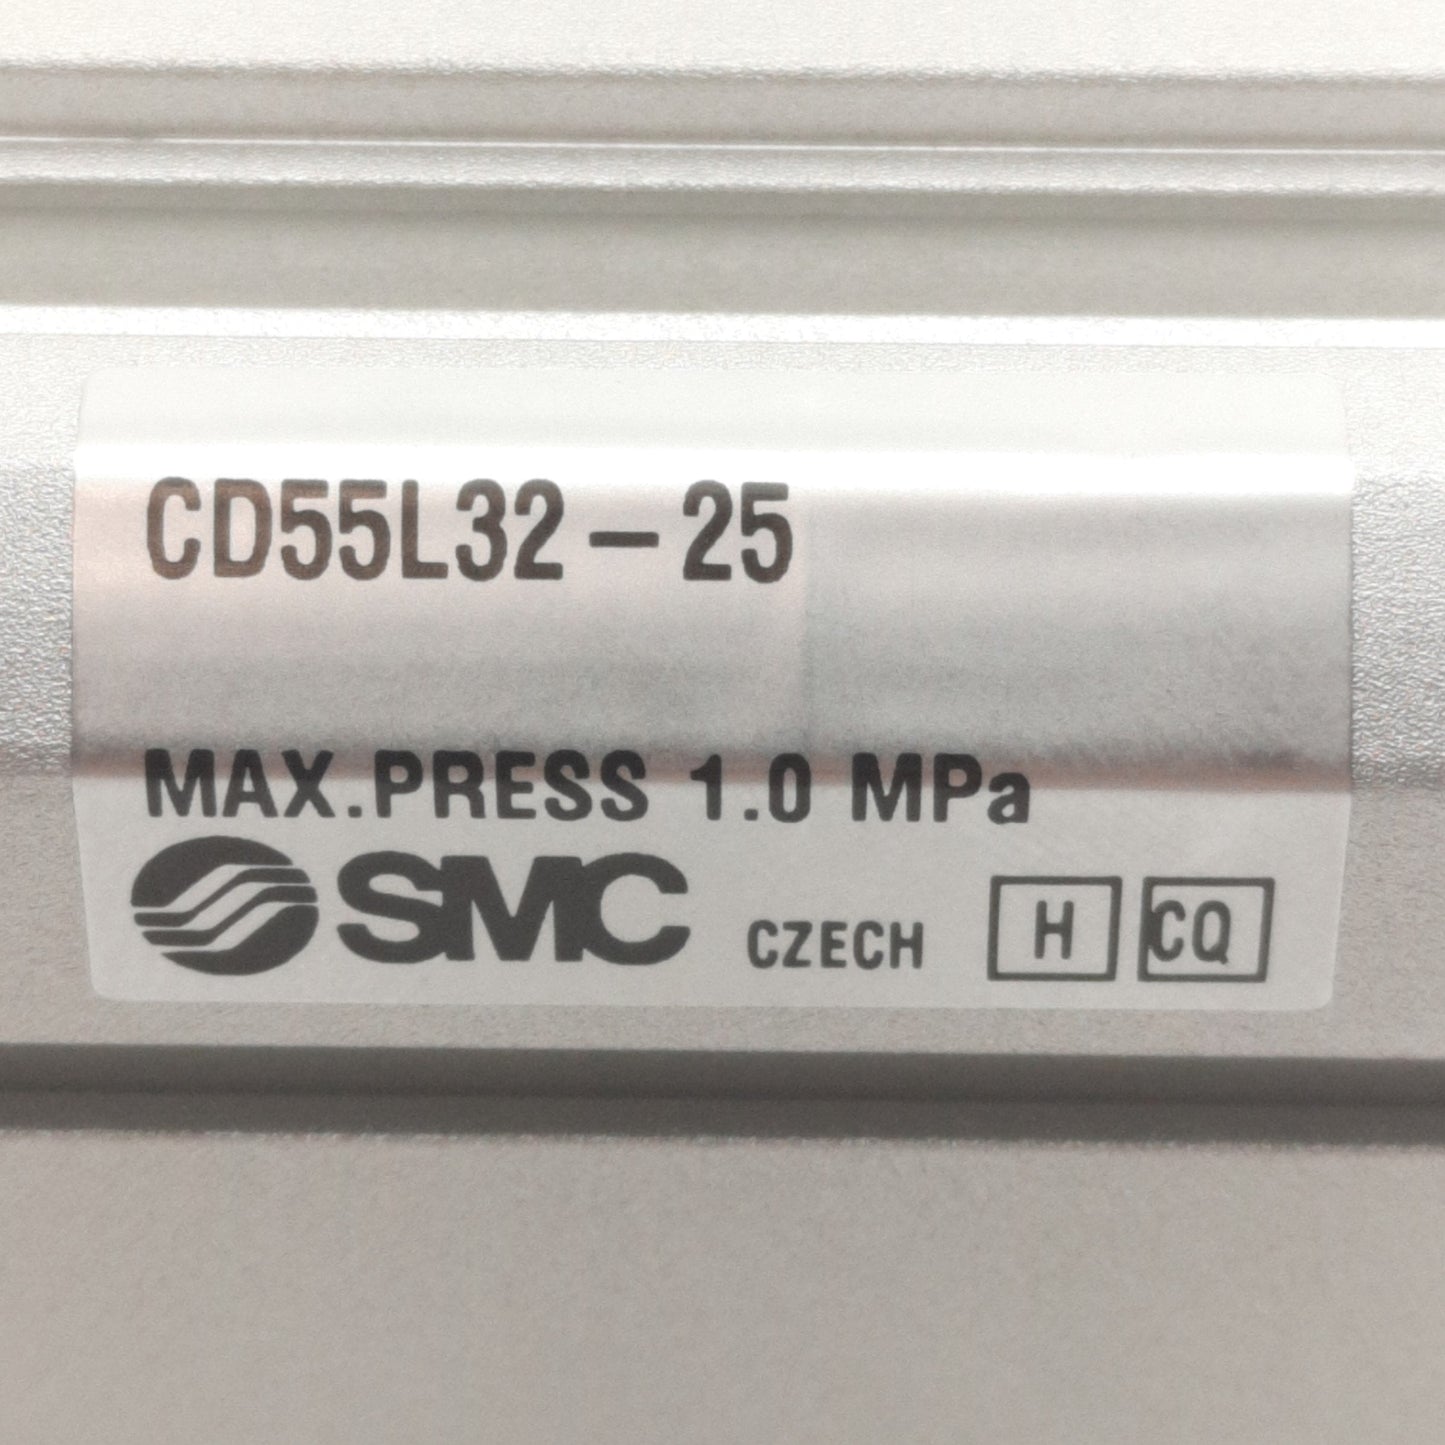 CD55L32-25
MAX.PRESS 1.0 MPa
SMC CZECH H CQ